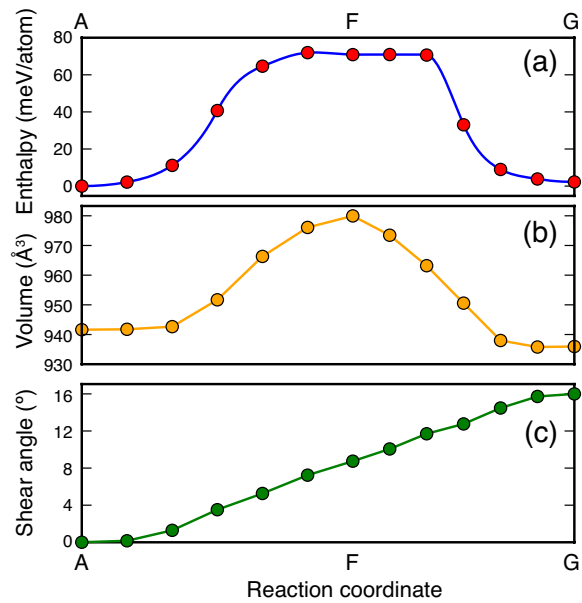 A F G
80
60
40
20
0
Enthalpy (meV/atom)
(a)
980
970
960
950
940
930
Volume (Å³)
(b)
16
12
8
4
0
Shear angle (°)
(c)
A F G
Reaction coordinate